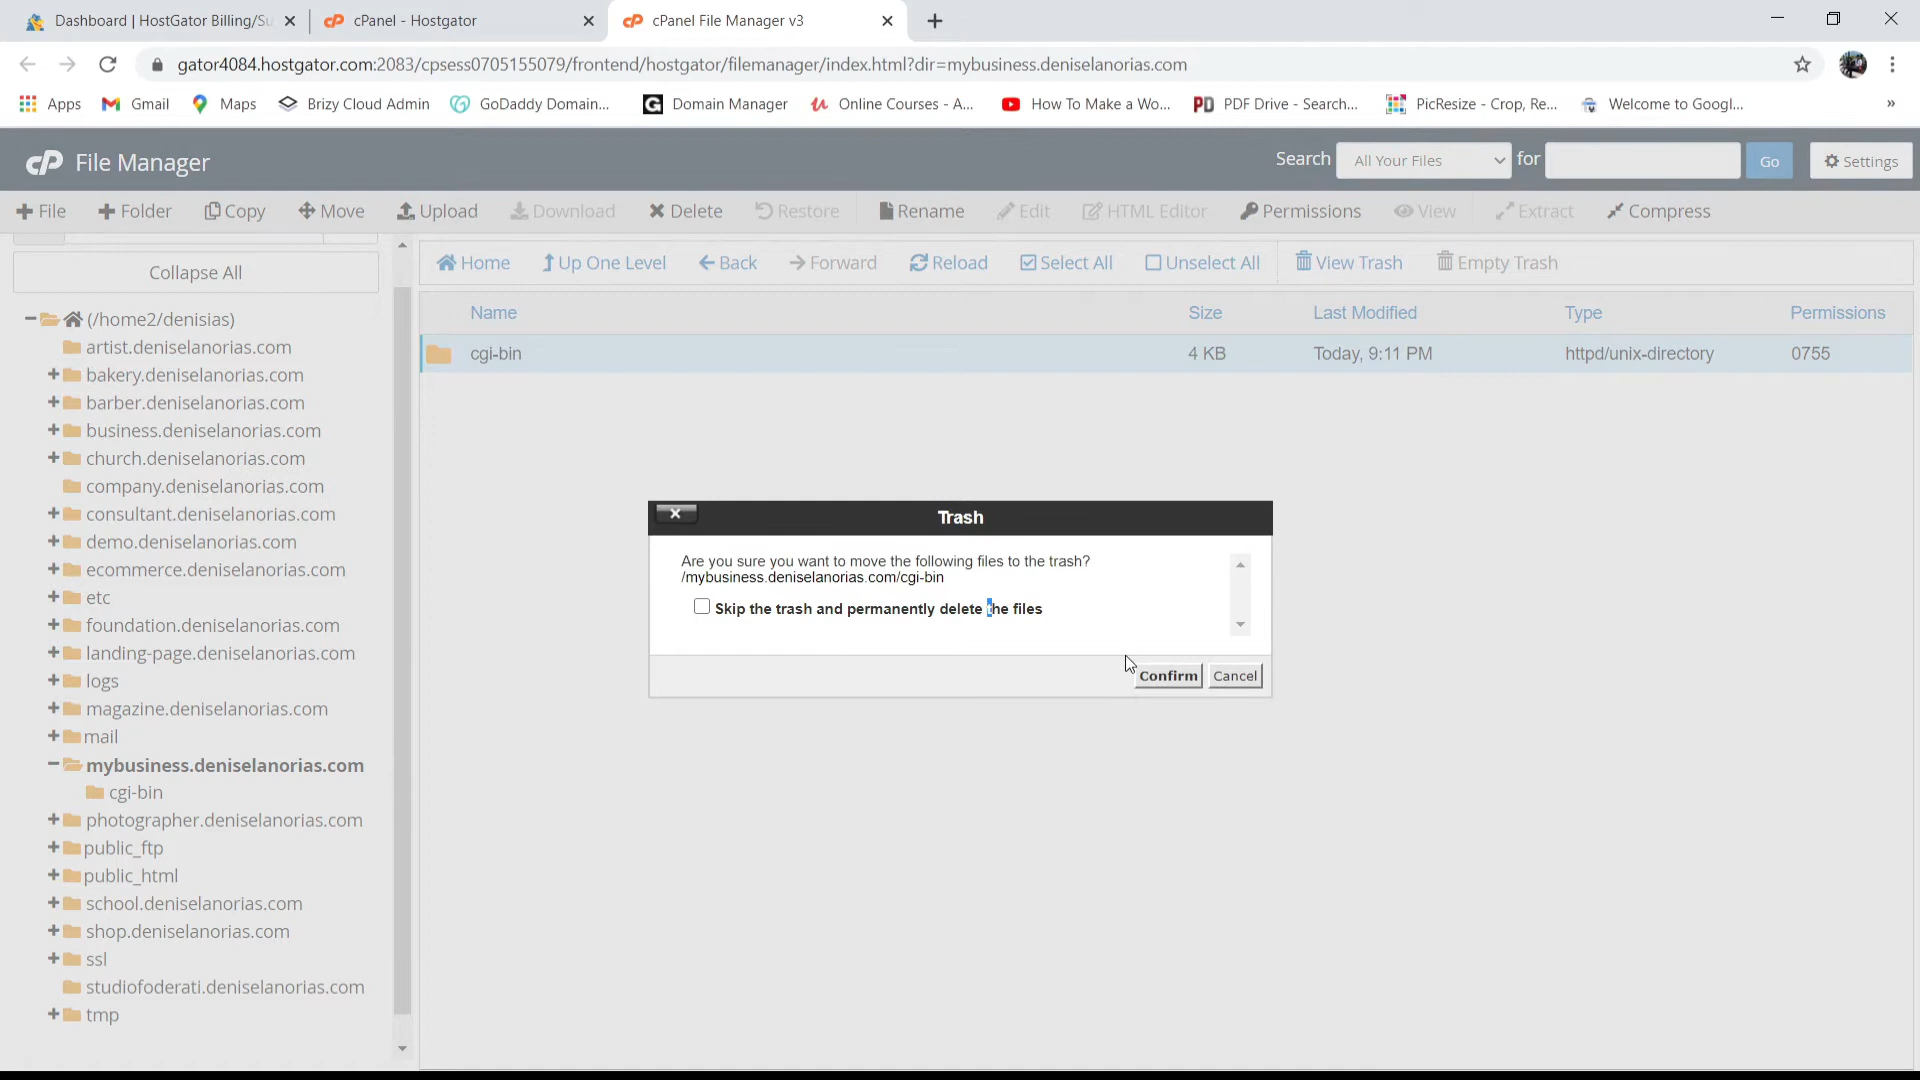 Dashboard | HostGator Billing/Su
cPanel - Hostgator
cPanel File Manager v3
gator4084.hostgator.com:2083/cpsess0705155079/frontend/hostgator/filemanager/index.html?dir=mybusiness.deniselanorias.com
Apps
Gmail
Maps
Brizy Cloud Admin
GoDaddy Domain...
Domain Manager
Online Courses - A...
How To Make a Wo...
PDF Drive - Search...
PicResize - Crop, Re...
Welcome to Googl...
»
cP File Manager
Search
All Your Files
for
Go
Settings
File
Folder
Copy
Move
Upload
Download
Delete
Restore
Rename
Edit
HTML Editor
Permissions
View
Extract
Compress
Collapse All
Home
Up One Level
Back
Forward
Reload
Select All
Unselect All
View Trash
Empty Trash
Name Size Last Modified Type Permissions
cgi-bin 4 KB Today, 9:11 PM httpd/unix-directory 0755
(/home2/denisias)
artist.deniselanorias.com
bakery.deniselanorias.com
barber.deniselanorias.com
business.deniselanorias.com
church.deniselanorias.com
company.deniselanorias.com
consultant.deniselanorias.com
demo.deniselanorias.com
ecommerce.deniselanorias.com
etc
foundation.deniselanorias.com
landing-page.deniselanorias.com
logs
magazine.deniselanorias.com
mail
mybusiness.deniselanorias.com
cgi-bin
photographer.deniselanorias.com
public_ftp
public_html
school.deniselanorias.com
shop.deniselanorias.com
ssl
studiofoderati.deniselanorias.com
tmp
Trash
Are you sure you want to move the following files to the trash?
/mybusiness.deniselanorias.com/cgi-bin
Skip the trash and permanently delete the files
Confirm
Cancel